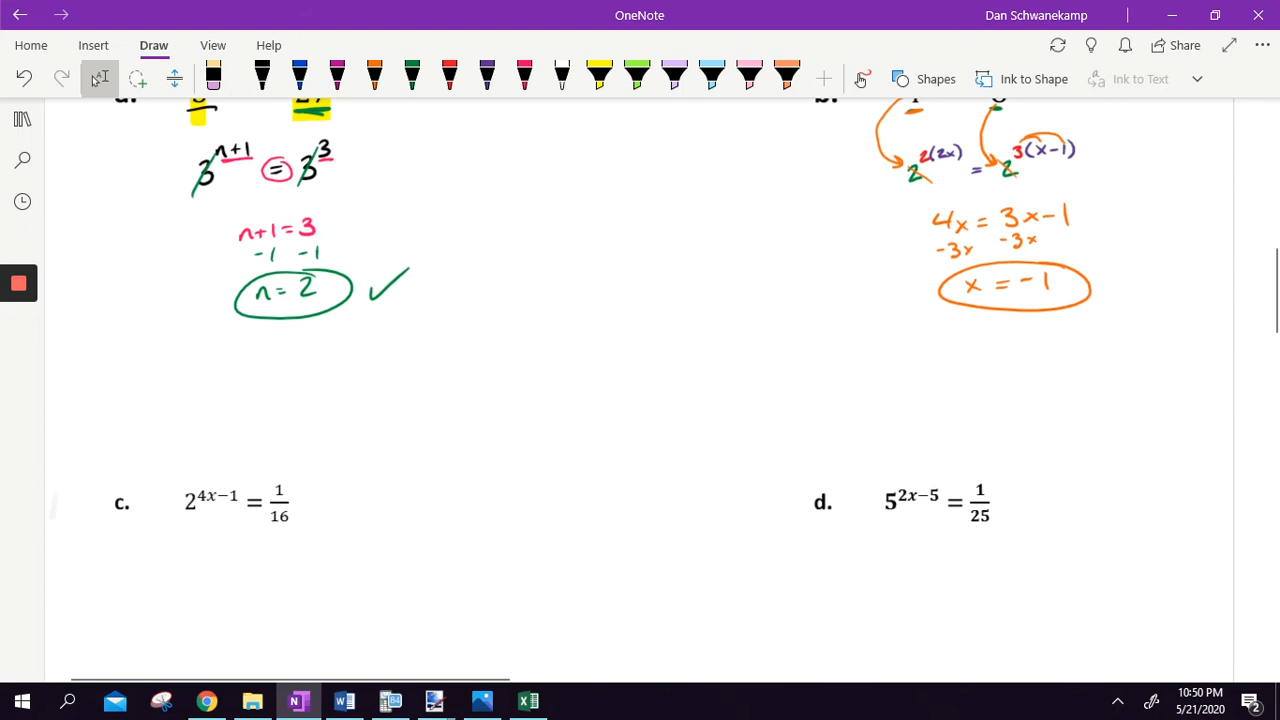 OneNote
Dan Schwanekamp
Home Insert Draw View Help
Share
Shapes Ink to Shape Ink to Text
a.
b.
3^{n+1} = 3^3
2^{2(2x)} = 2^{3(x-1)}
n+1=3
-1 -1
n= 2 ✓
4x = 3x-1
-3x -3x
x = -1
c. 2^{4x-1} = 1/16
d. 5^{2x-5} = 1/25
10:50 PM
5/21/2020
2